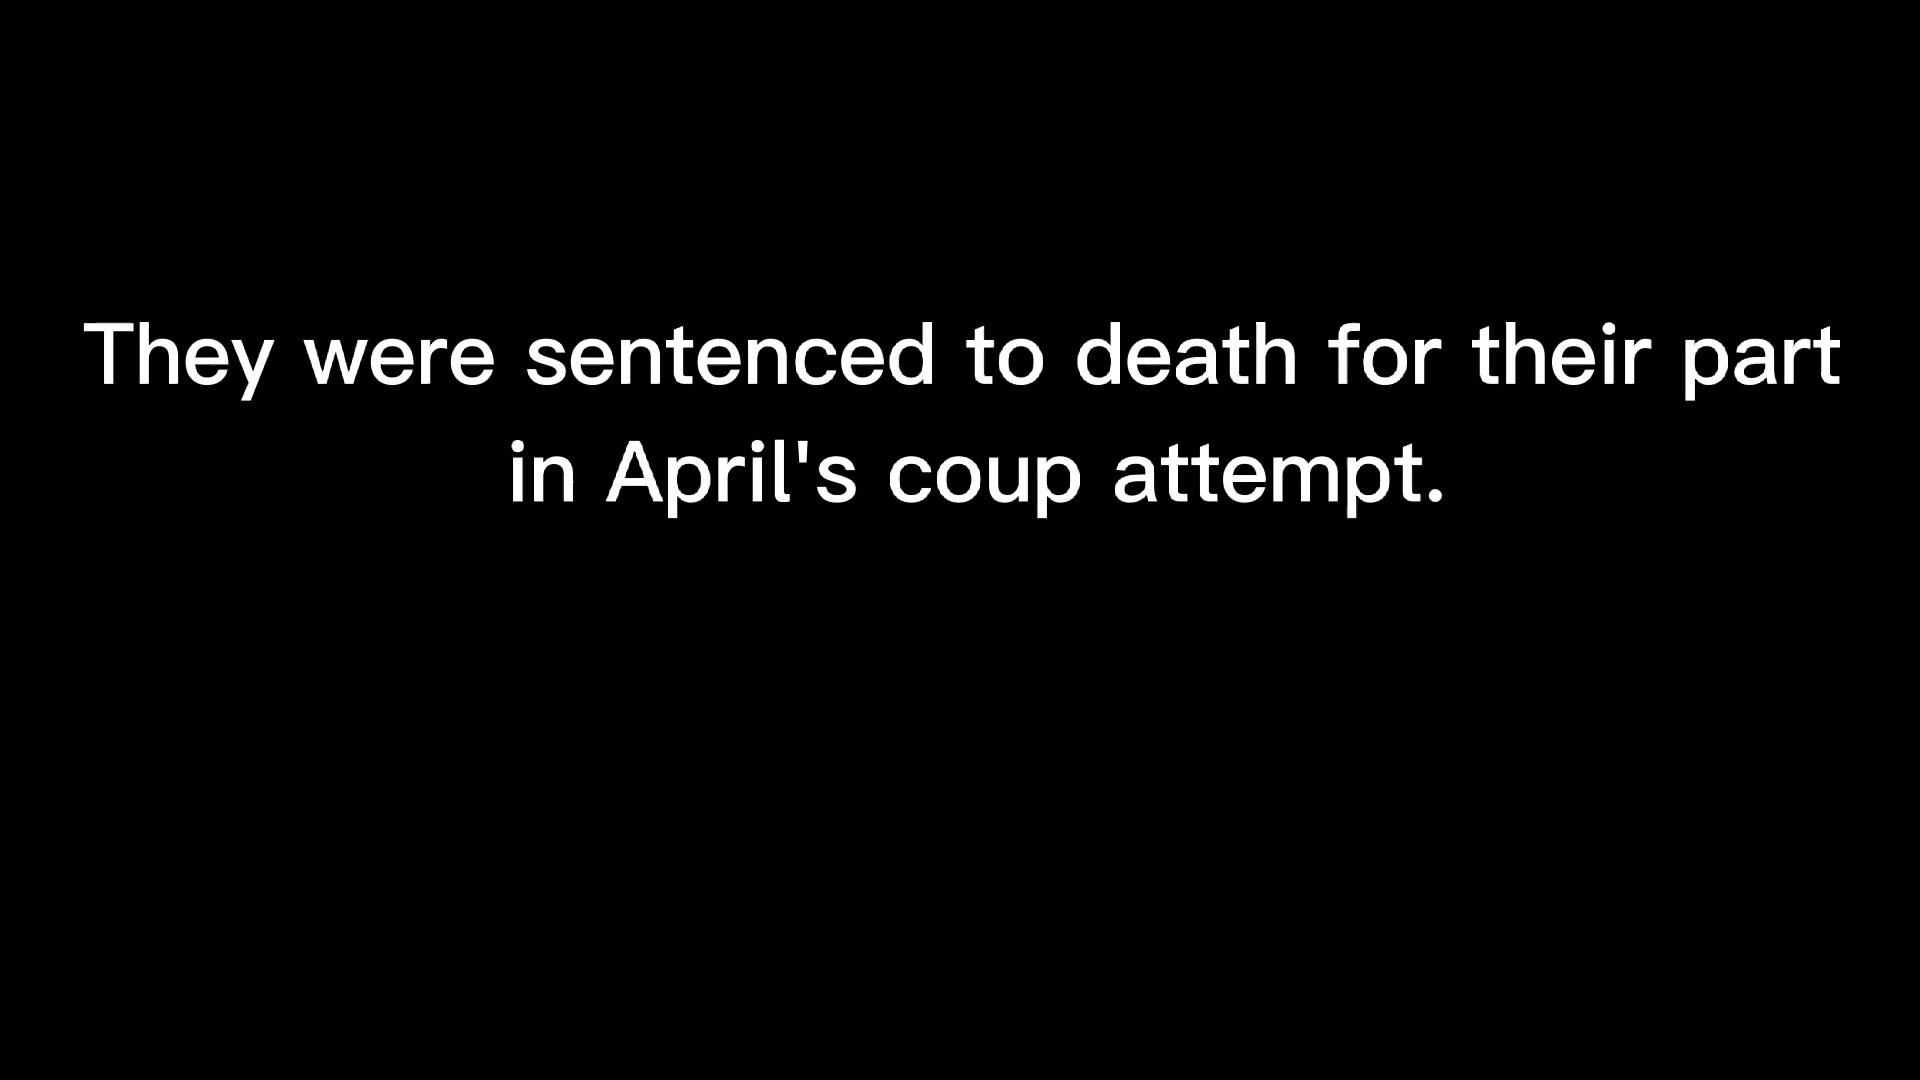 They were sentenced to death for their part
in April's coup attempt.